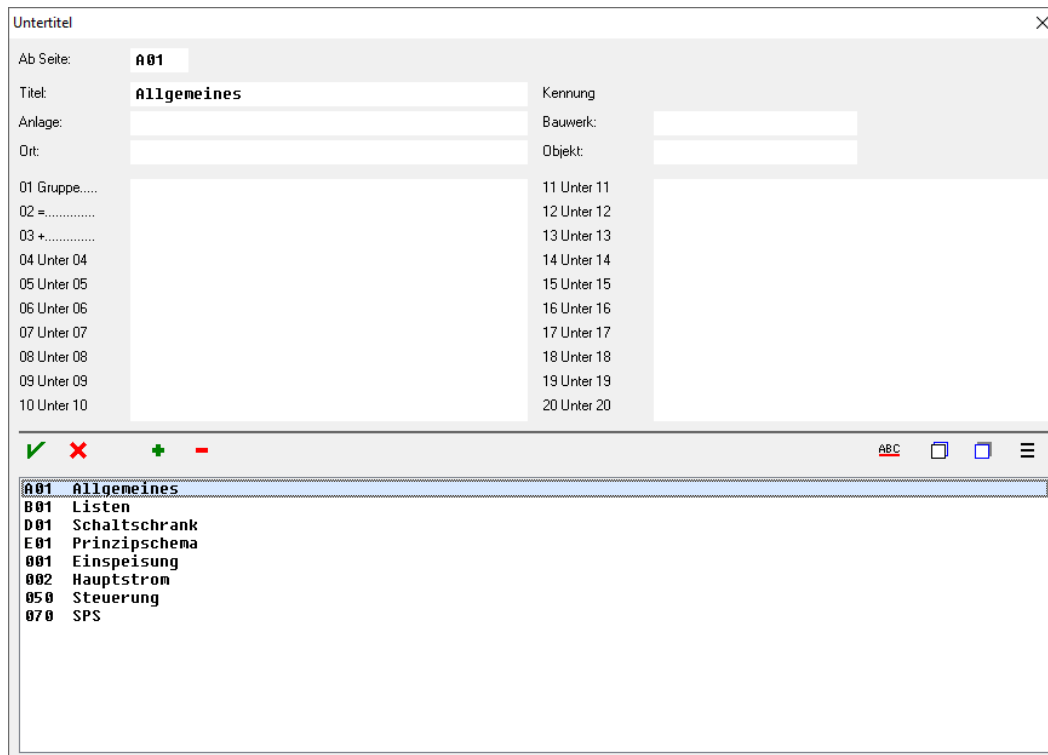 Untertitel
Ab Seite: A01
Titel: Allgemeines Kennung
Anlage: Bauwerk:
Ort: Objekt:
01 Gruppe..... 11 Unter 11
02 =.............. 12 Unter 12
03 +.............. 13 Unter 13
04 Unter 04 14 Unter 14
05 Unter 05 15 Unter 15
06 Unter 06 16 Unter 16
07 Unter 07 17 Unter 17
08 Unter 08 18 Unter 18
09 Unter 09 19 Unter 19
10 Unter 10 20 Unter 20
ABC
A01 Allgemeines
B01 Listen
D01 Schaltschrank
E01 Prinzipschema
001 Einspeisung
002 Hauptstrom
050 Steuerung
070 SPS